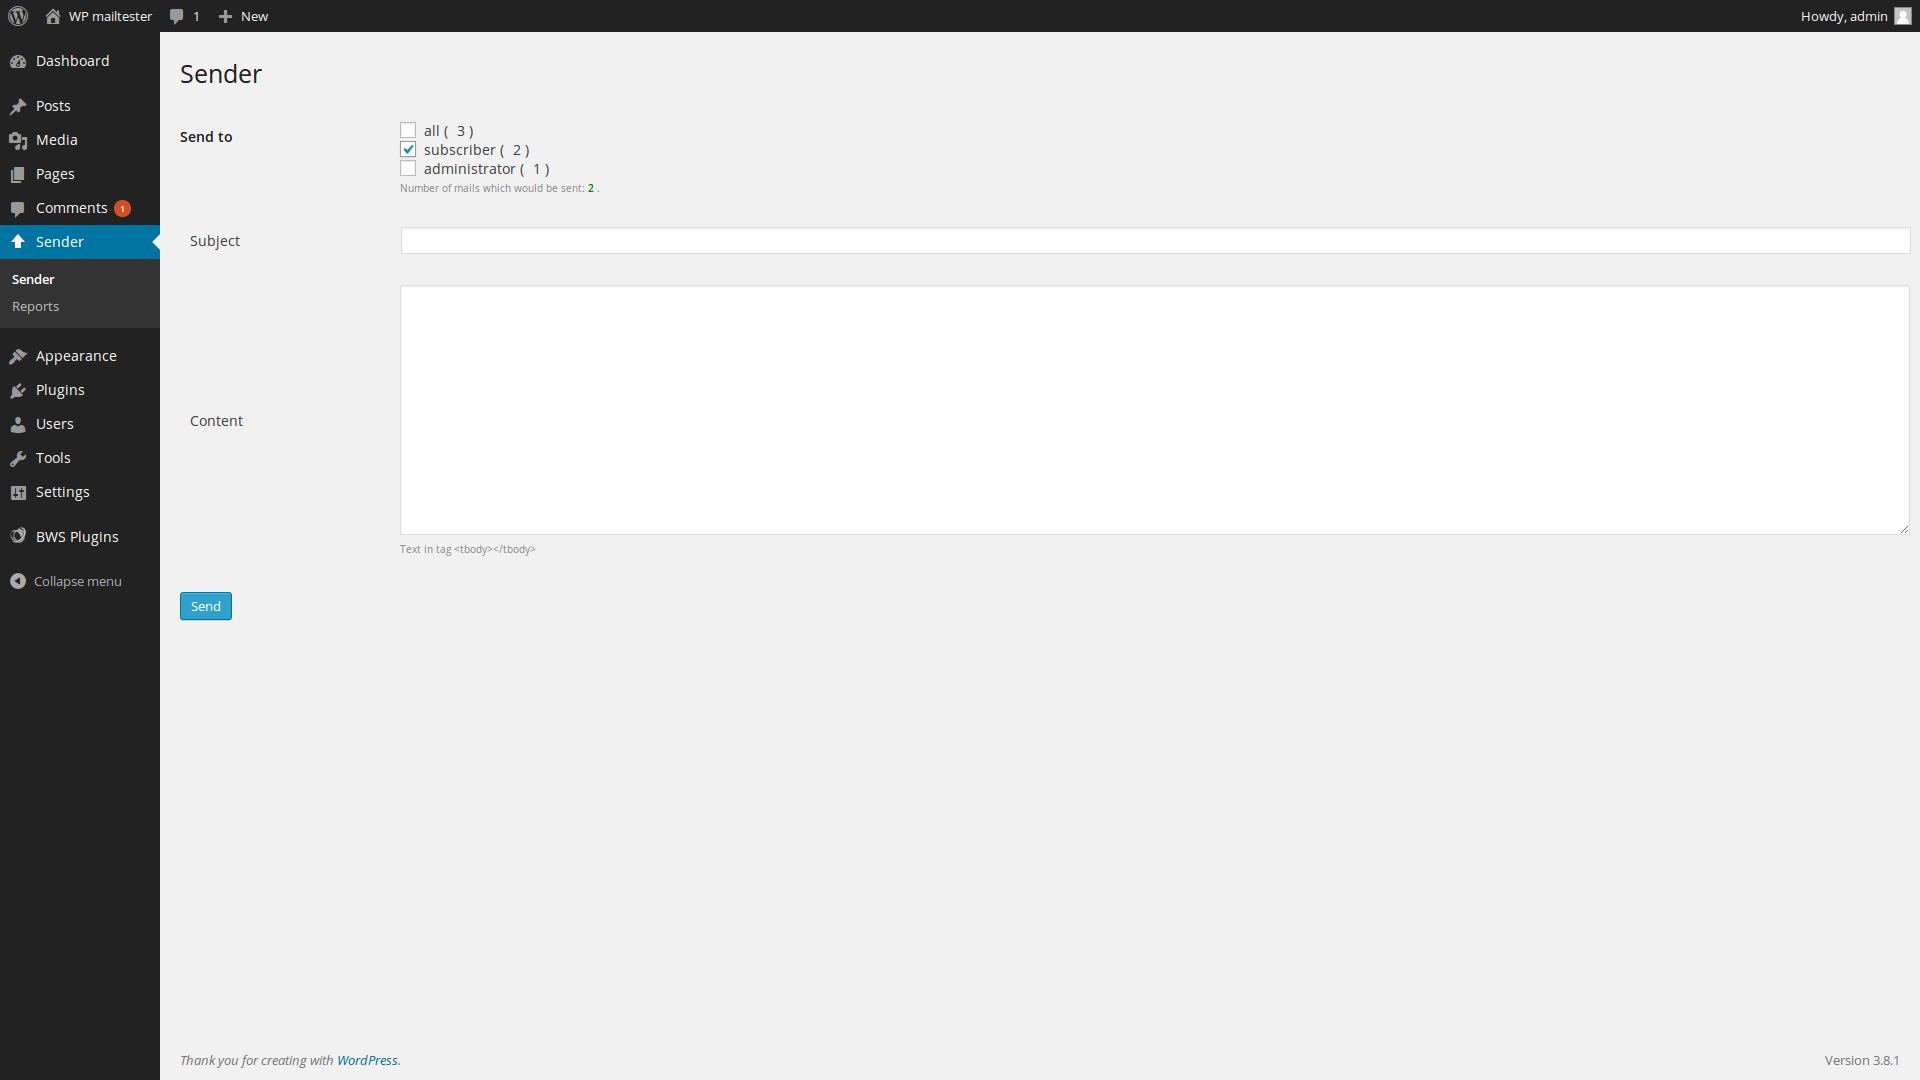 WP mailtester 1 New Howdy, admin
Dashboard
Posts
Media
Pages
Comments 1
Sender
Sender
Reports
Appearance
Plugins
Users
Tools
Settings
BWS Plugins
Collapse menu
Sender
Send to
all ( 3 )
subscriber ( 2 )
administrator ( 1 )
Number of mails which would be sent: 2 .
Subject
Content
Text in tag <tbody></tbody>
Send
Thank you for creating with WordPress.
Version 3.8.1